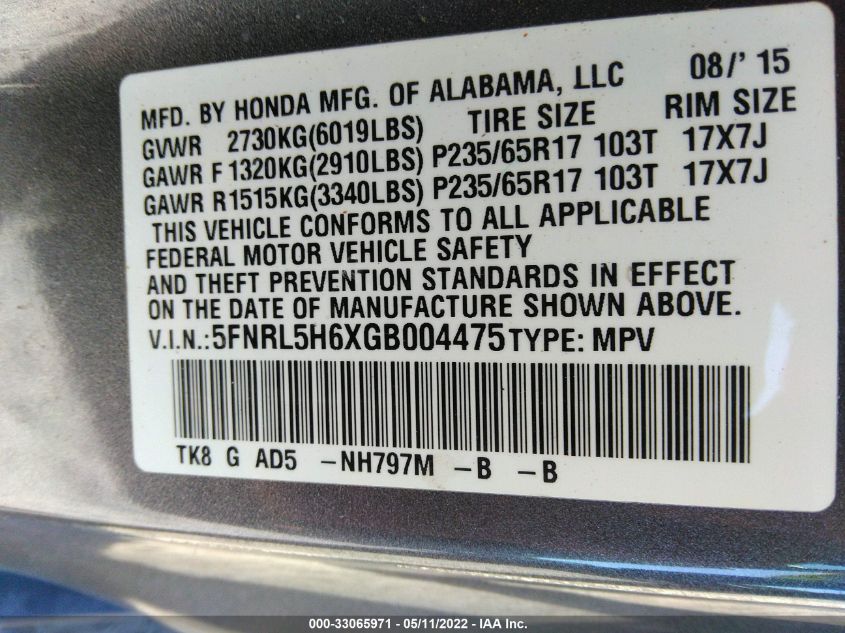 MFD. BY HONDA MFG. OF ALABAMA, LLC 08/' 15
GVWR 2730KG(6019LBS) TIRE SIZE RIM SIZE
GAWR F 1320KG(2910LBS) P235/65R17 103T 17X7J
GAWR R1515KG(3340LBS) P235/65R17 103T 17X7J
THIS VEHICLE CONFORMS TO ALL APPLICABLE
FEDERAL MOTOR VEHICLE SAFETY
AND THEFT PREVENTION STANDARDS IN EFFECT
ON THE DATE OF MANUFACTURE SHOWN ABOVE.
V.I.N.:5FNRL5H6XGB004475 TYPE: MPV
TK8 G AD5 -NH797M -B -B
000-33065971 - 05/11/2022 - IAA Inc.